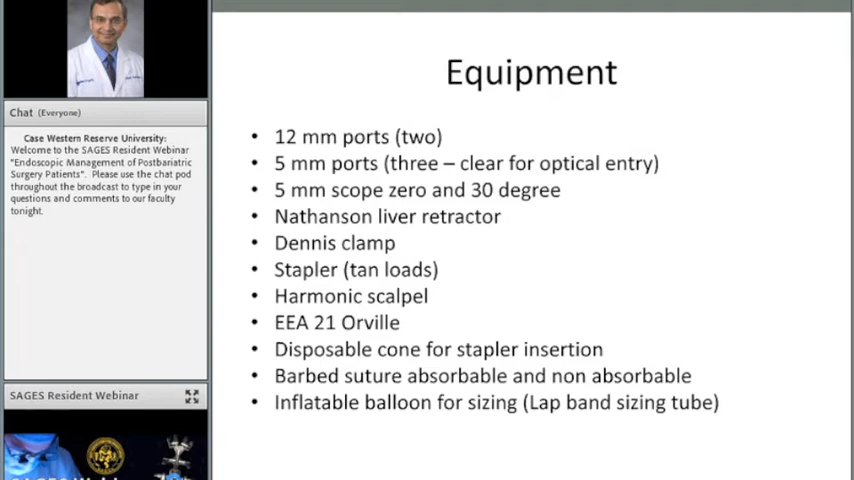 Chat (Everyone)
Case Western Reserve University:
Welcome to the SAGES Resident Webinar
"Endoscopic Management of Postbariatric
Surgery Patients". Please use the chat pod
throughout the broadcast to type in your
questions and comments to our faculty
tonight.
SAGES Resident Webinar
Equipment
• 12 mm ports (two)
• 5 mm ports (three – clear for optical entry)
• 5 mm scope zero and 30 degree
• Nathanson liver retractor
• Dennis clamp
• Stapler (tan loads)
• Harmonic scalpel
• EEA 21 Orville
• Disposable cone for stapler insertion
• Barbed suture absorbable and non absorbable
• Inflatable balloon for sizing (Lap band sizing tube)